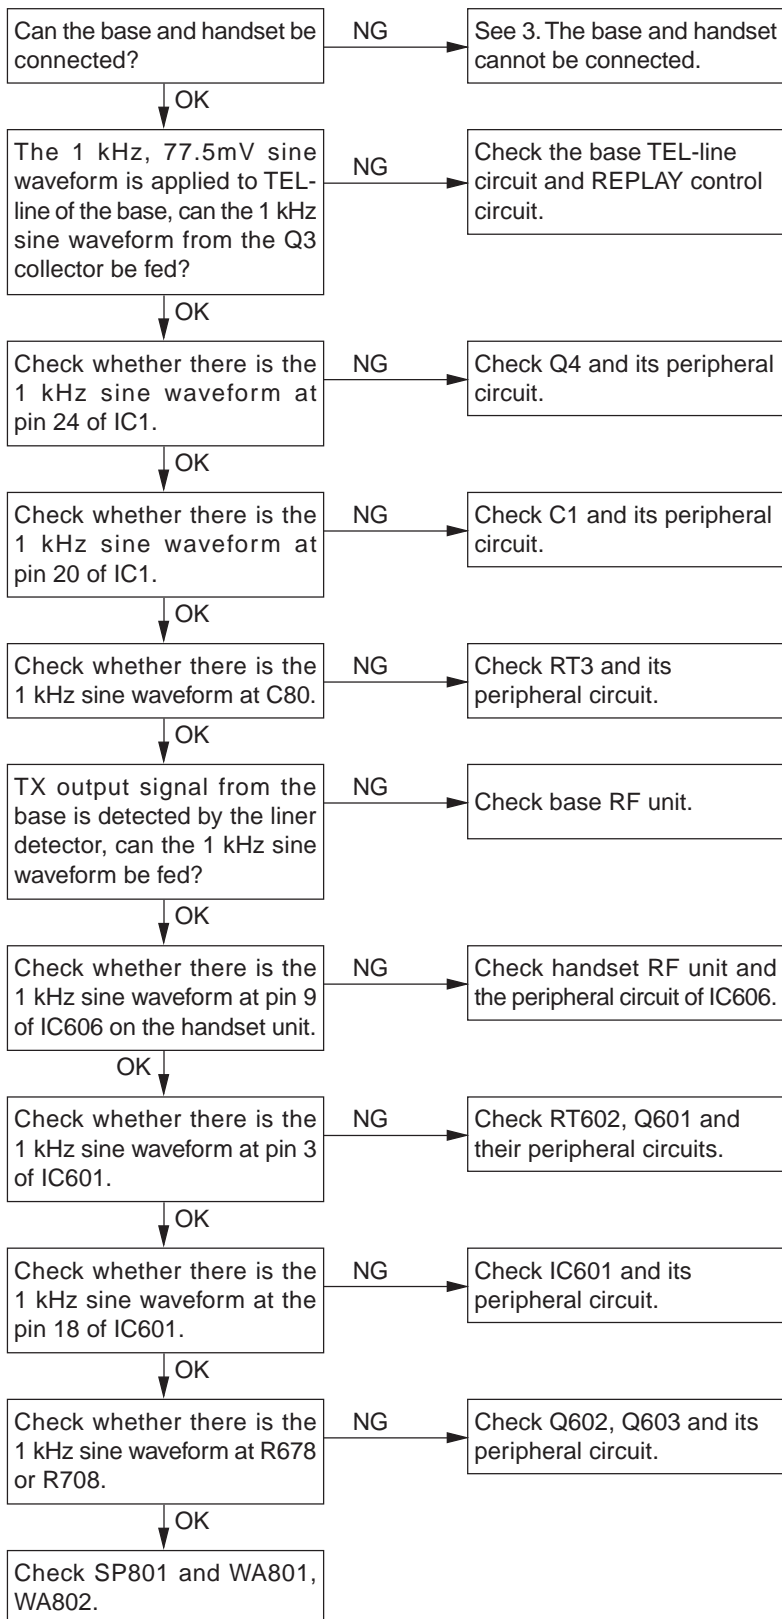 Can the base and handset be
connected?
NG
See 3. The base and handset
cannot be connected.
OK
The 1 kHz, 77.5mV sine
waveform is applied to TEL-
line of the base, can the 1 kHz
sine waveform from the Q3
collector be fed?
NG
Check the base TEL-line
circuit and REPLAY control
circuit.
OK
Check whether there is the
1 kHz sine waveform at
pin 24 of IC1.
NG
Check Q4 and its peripheral
circuit.
OK
Check whether there is the
1 kHz sine waveform at
pin 20 of IC1.
NG
Check C1 and its peripheral
circuit.
OK
Check whether there is the
1 kHz sine waveform at C80.
NG
Check RT3 and its
peripheral circuit.
OK
TX output signal from the
base is detected by the liner
detector, can the 1 kHz sine
waveform be fed?
NG
Check base RF unit.
OK
Check whether there is the
1 kHz sine waveform at pin 9
of IC606 on the handset unit.
NG
Check handset RF unit and
the peripheral circuit of IC606.
OK
Check whether there is the
1 kHz sine waveform at pin 3
of IC601.
NG
Check RT602, Q601 and
their peripheral circuits.
OK
Check whether there is the
1 kHz sine waveform at the
pin 18 of IC601.
NG
Check IC601 and its
peripheral circuit.
OK
Check whether there is the
1 kHz sine waveform at R678
or R708.
NG
Check Q602, Q603 and its
peripheral circuit.
OK
Check SP801 and WA801,
WA802.